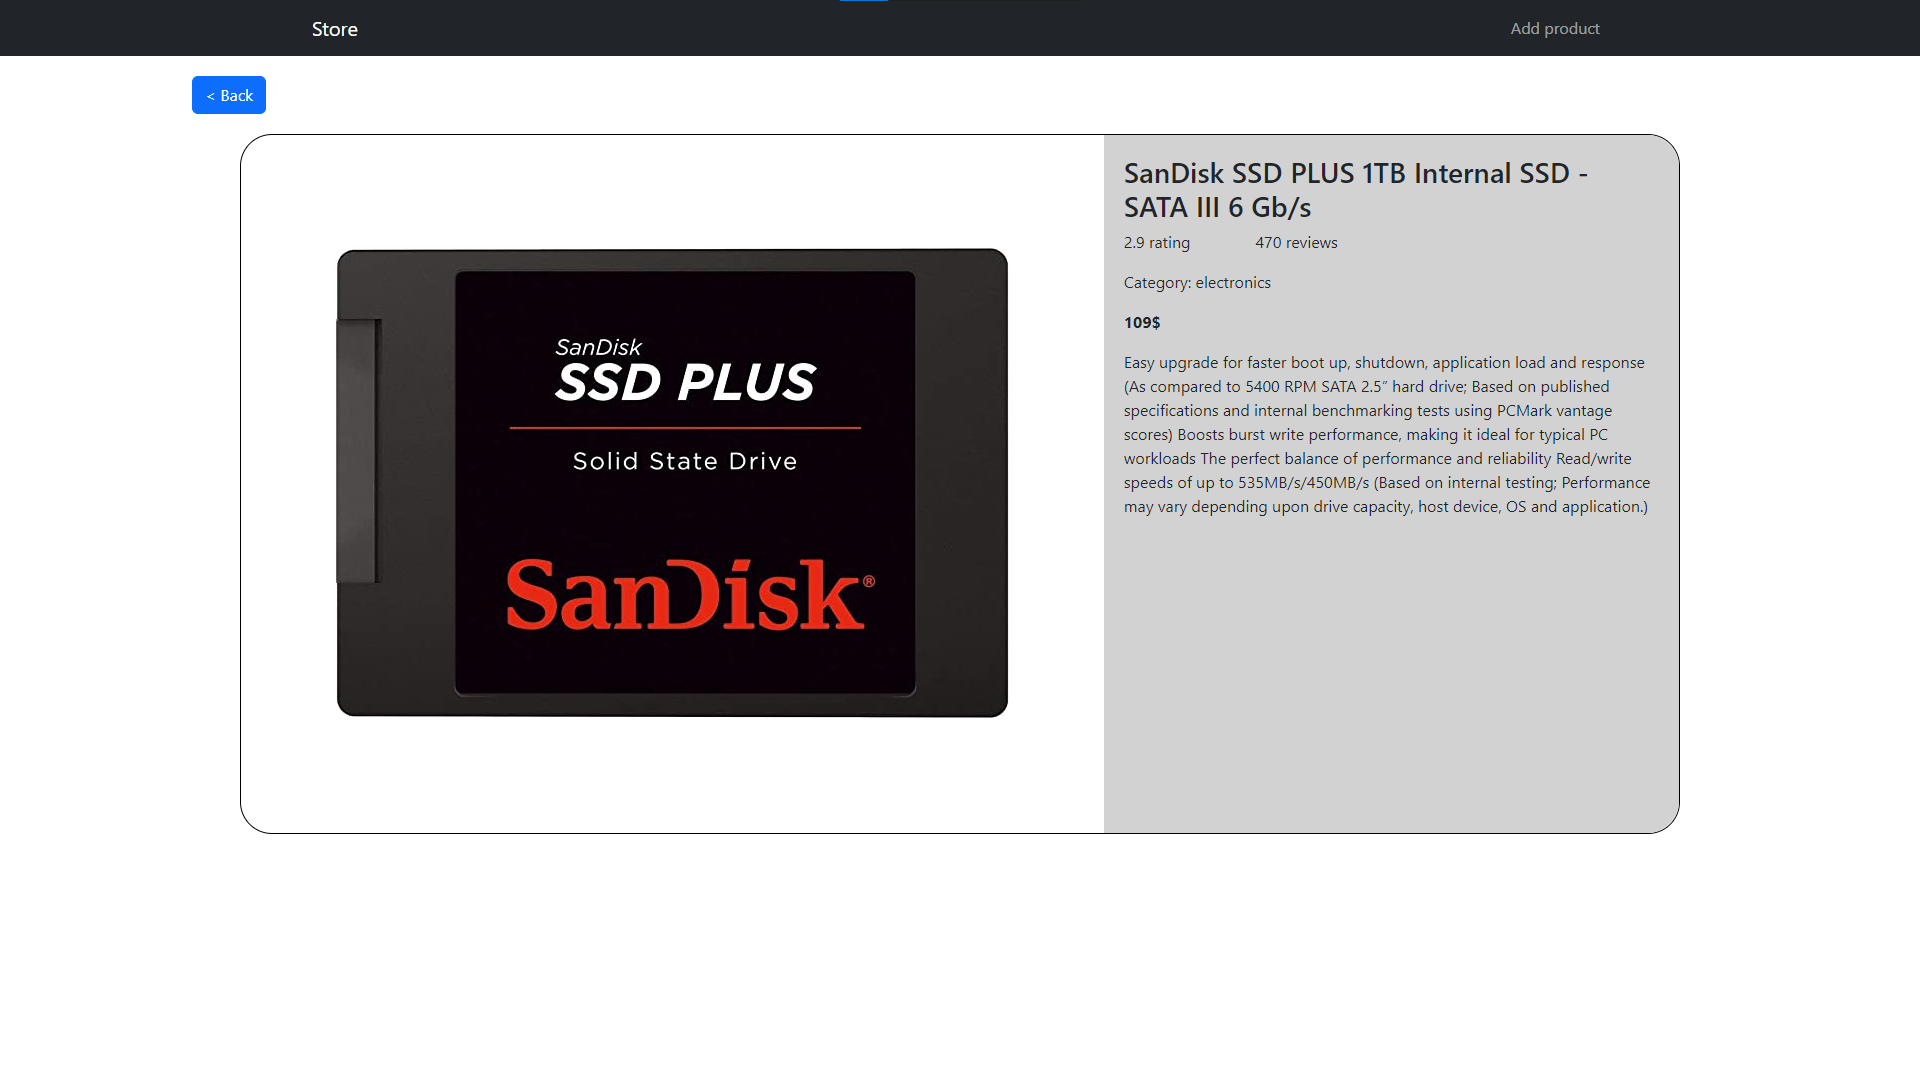 Store
Add product
< Back
SanDisk
SSD PLUS
Solid State Drive
SanDisk®
SanDisk SSD PLUS 1TB Internal SSD -
SATA III 6 Gb/s
2.9 rating 470 reviews
Category: electronics
109$
Easy upgrade for faster boot up, shutdown, application load and response
(As compared to 5400 RPM SATA 2.5” hard drive; Based on published
specifications and internal benchmarking tests using PCMark vantage
scores) Boosts burst write performance, making it ideal for typical PC
workloads The perfect balance of performance and reliability Read/write
speeds of up to 535MB/s/450MB/s (Based on internal testing; Performance
may vary depending upon drive capacity, host device, OS and application.)